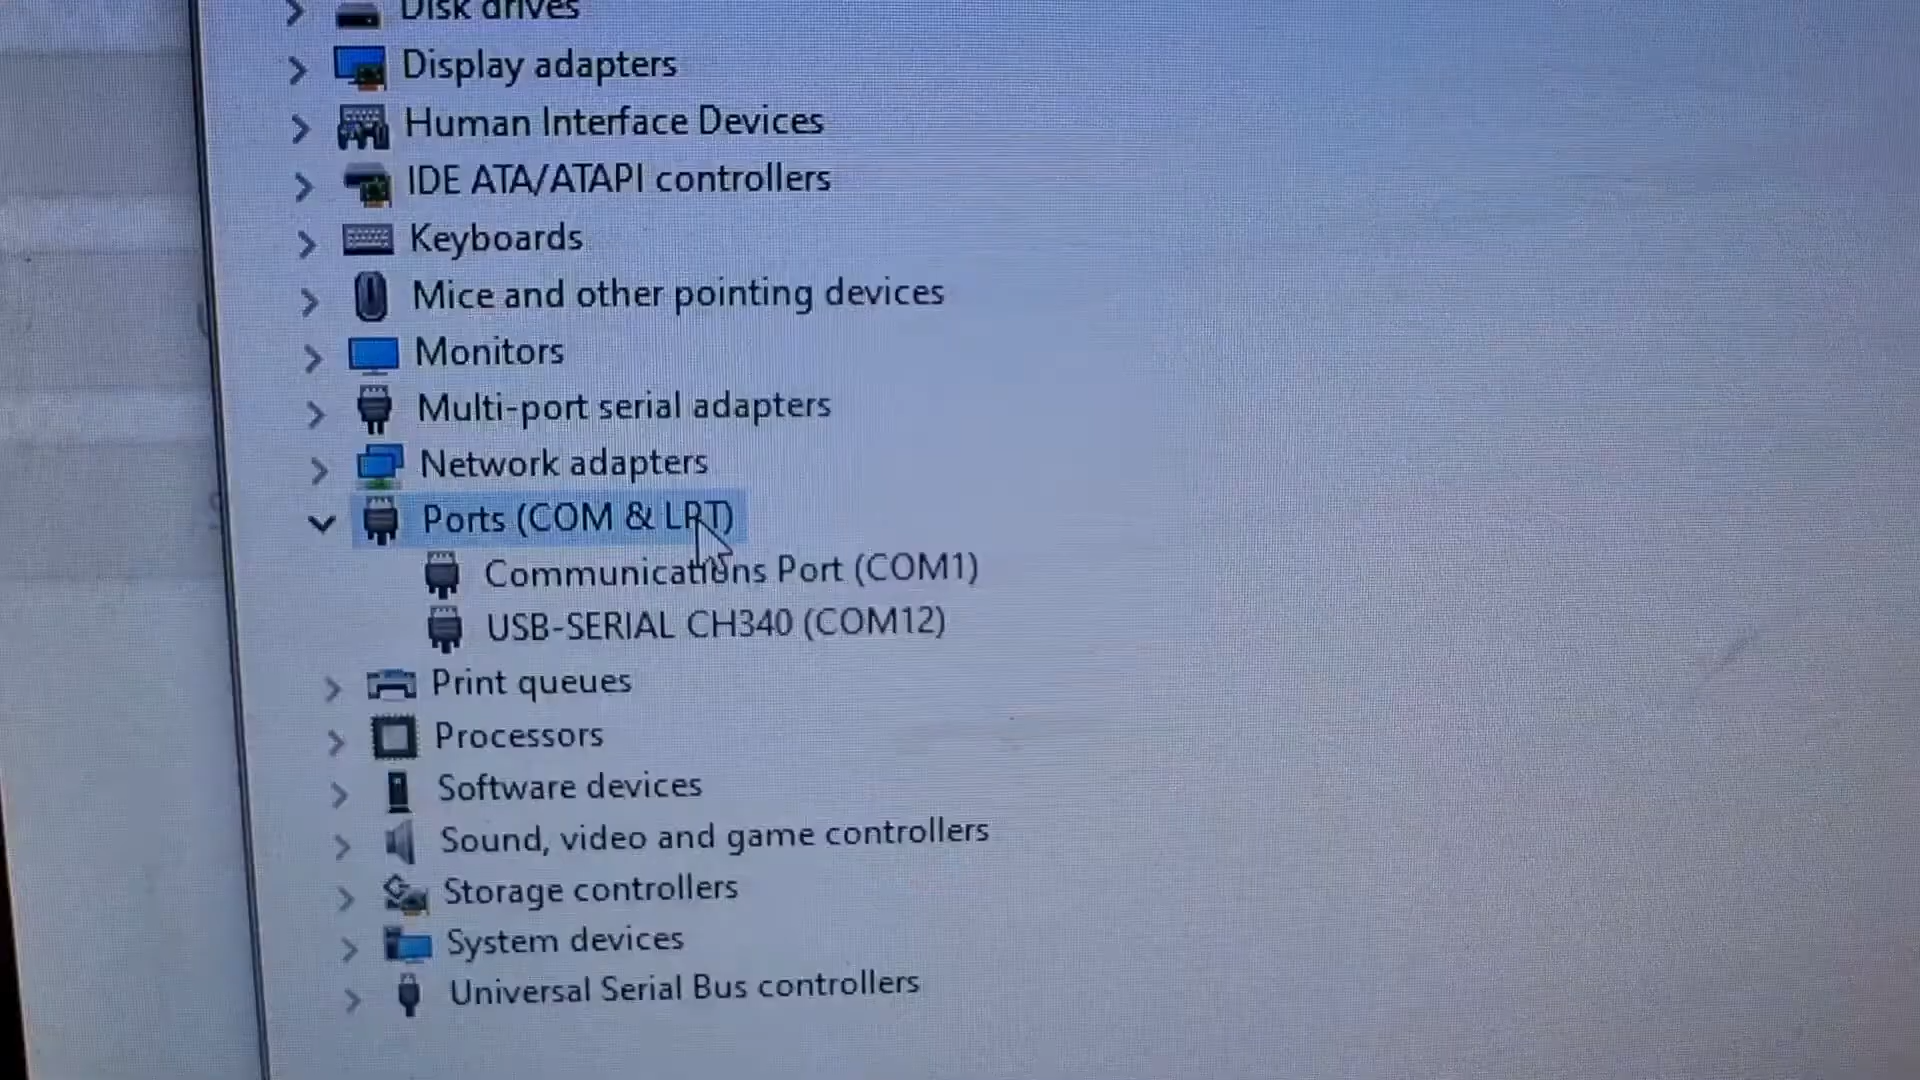 Disk drives
Display adapters
Human Interface Devices
IDE ATA/ATAPI controllers
Keyboards
Mice and other pointing devices
Monitors
Multi-port serial adapters
Network adapters
Ports (COM & LPT)
Communications Port (COM1)
USB-SERIAL CH340 (COM12)
Print queues
Processors
Software devices
Sound, video and game controllers
Storage controllers
System devices
Universal Serial Bus controllers